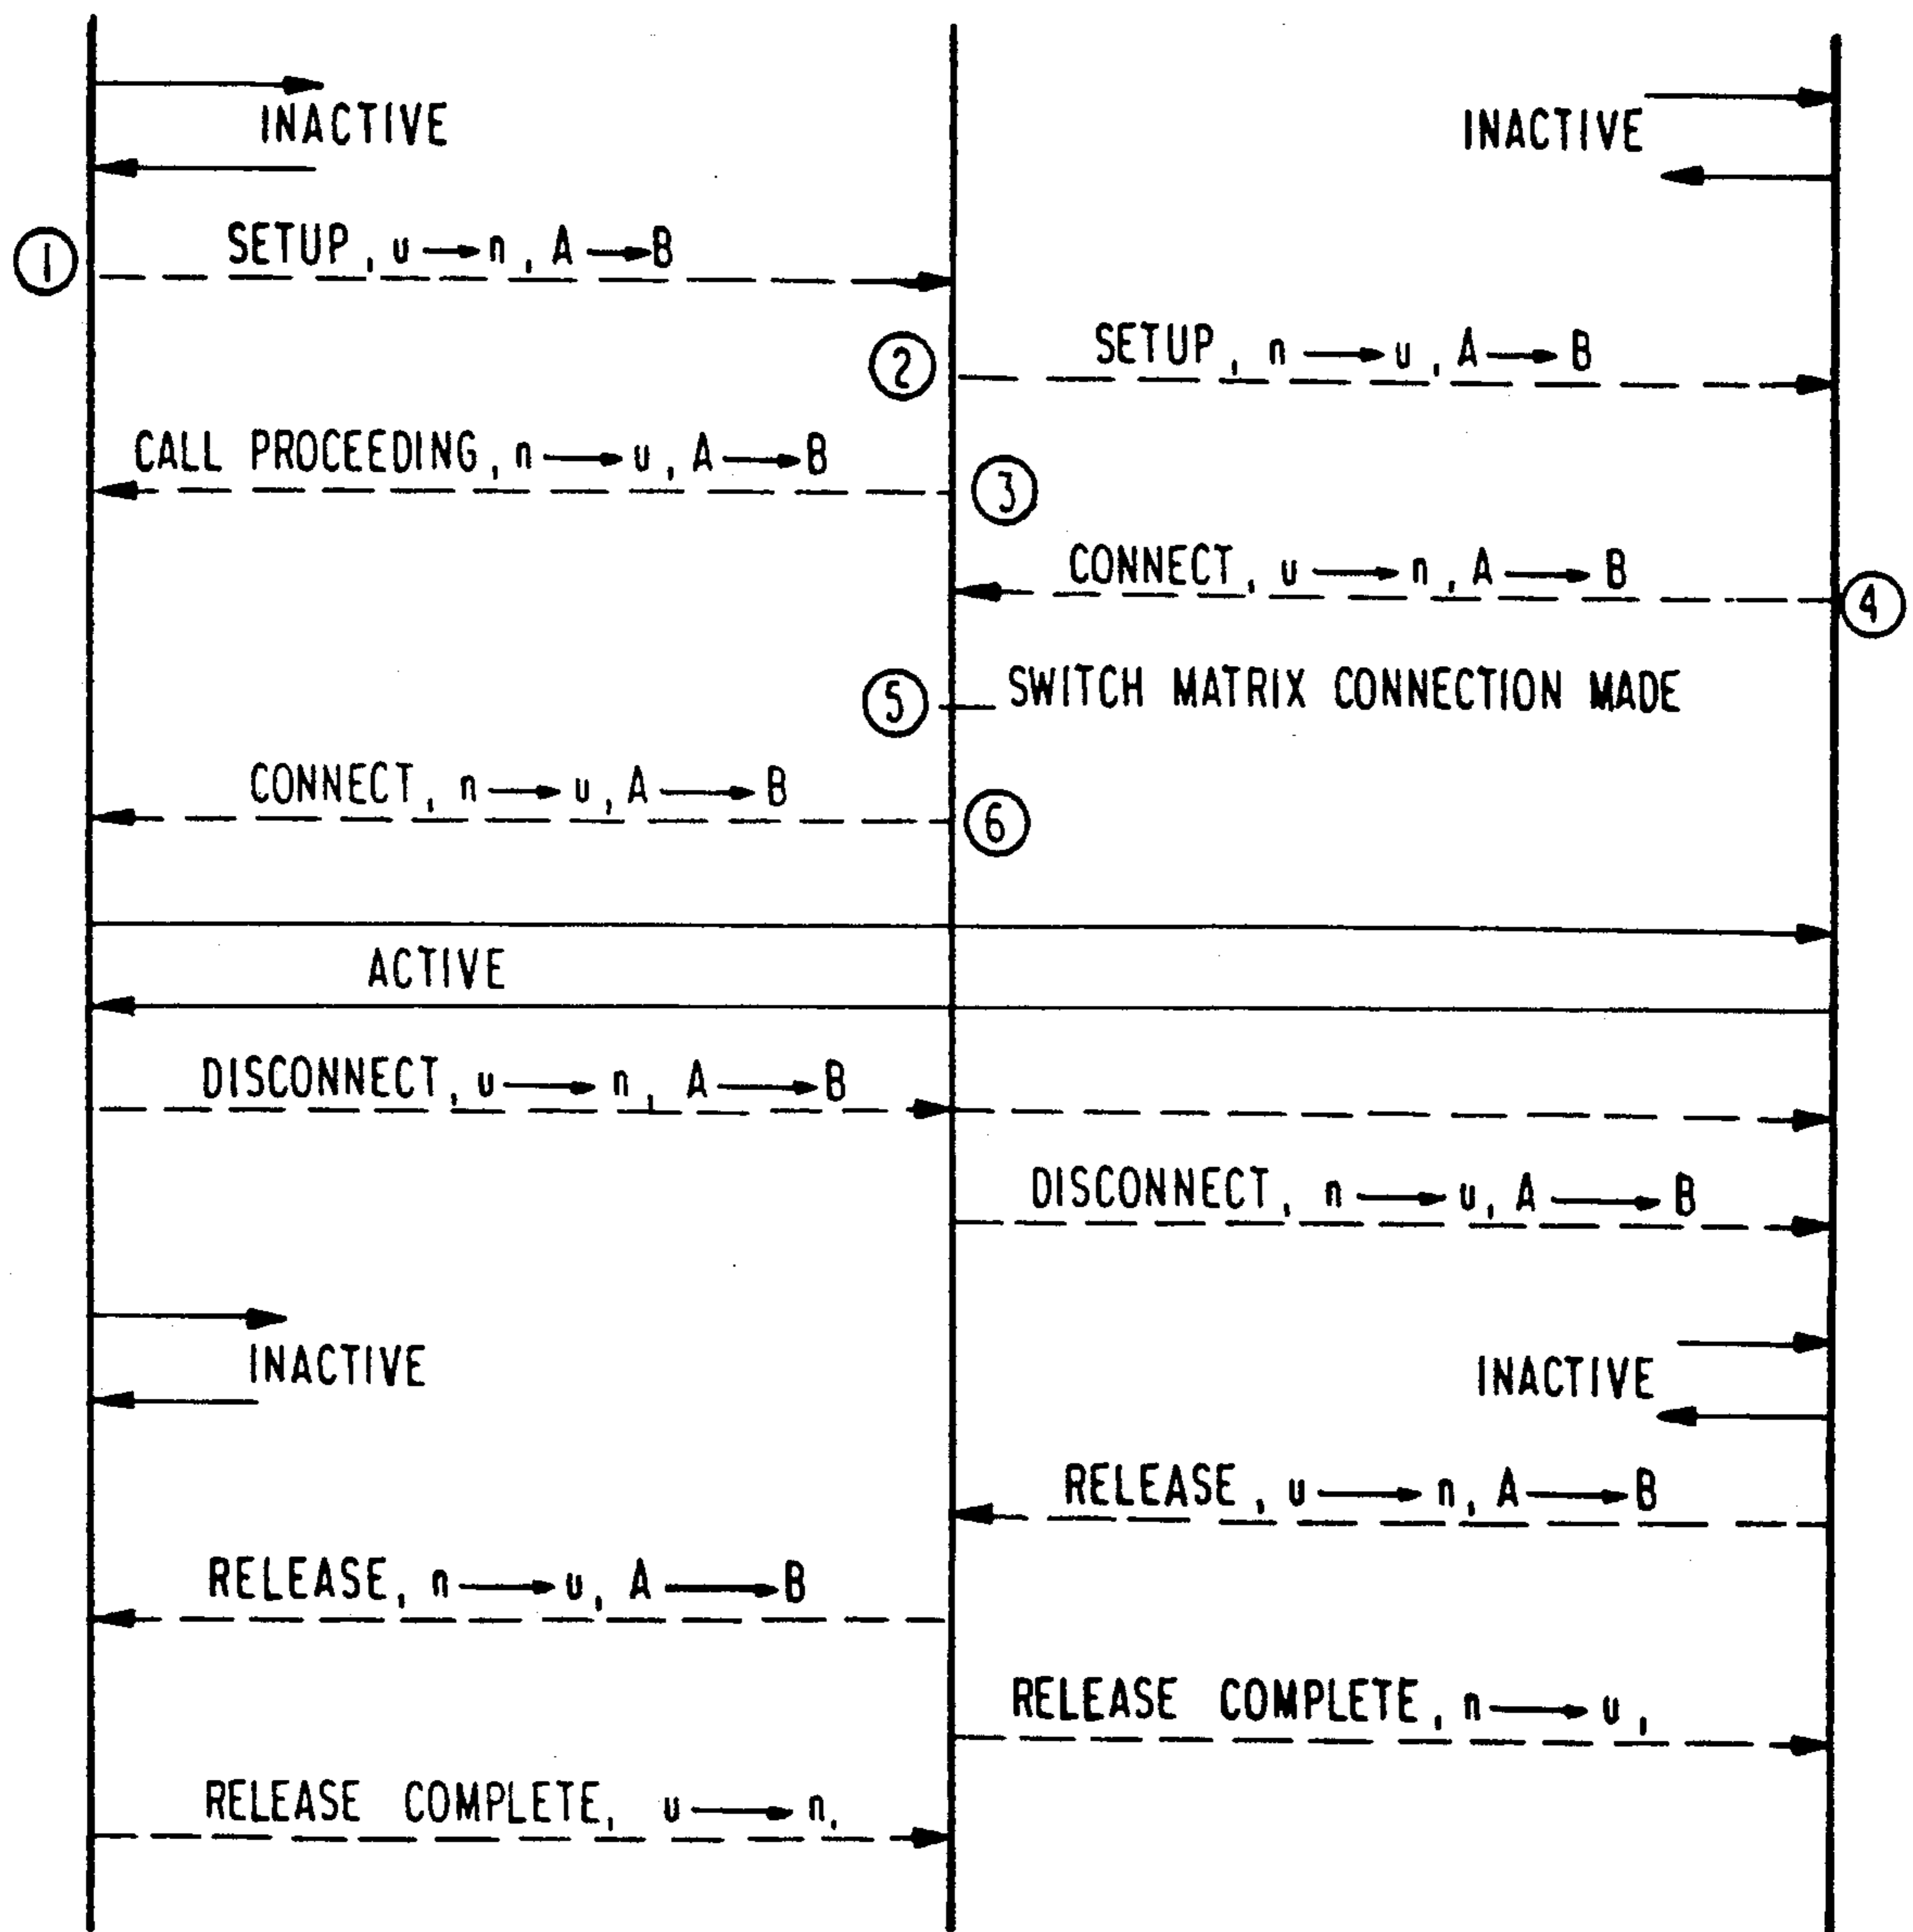 INACTIVE
INACTIVE
① SETUP, u → n, A → B
② SETUP, n → u, A → B
CALL PROCEEDING, n → u, A → B ③
CONNECT, u → n, A → B ④
⑤ SWITCH MATRIX CONNECTION MADE
CONNECT, n → u, A → B ⑥
ACTIVE
DISCONNECT, u → n, A → B
DISCONNECT, n → u, A → B
INACTIVE
INACTIVE
RELEASE, u → n, A → B
RELEASE, n → u, A → B
RELEASE COMPLETE, n → u,
RELEASE COMPLETE, u → n,